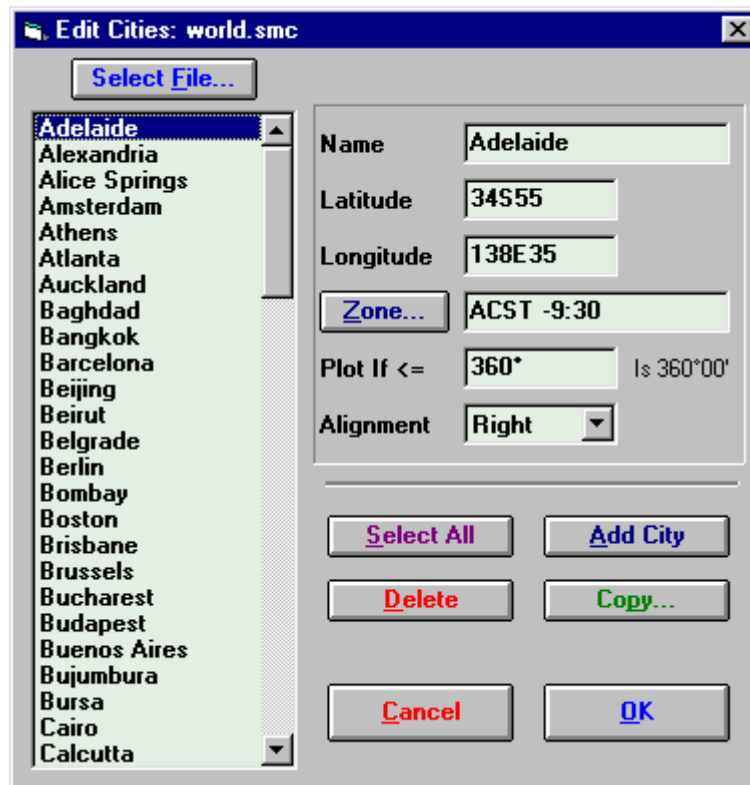 Edit Cities: world.smc
Select File...
Adelaide
Alexandria
Alice Springs
Amsterdam
Athens
Atlanta
Auckland
Baghdad
Bangkok
Barcelona
Beijing
Beirut
Belgrade
Berlin
Bombay
Boston
Brisbane
Brussels
Bucharest
Budapest
Buenos Aires
Bujumbura
Bursa
Cairo
Calcutta
Name Adelaide
Latitude 34S55
Longitude 138E35
Zone... ACST -9:30
Plot If <= 360° Is 360°00'
Alignment Right
Select All Add City
Delete Copy...
Cancel OK